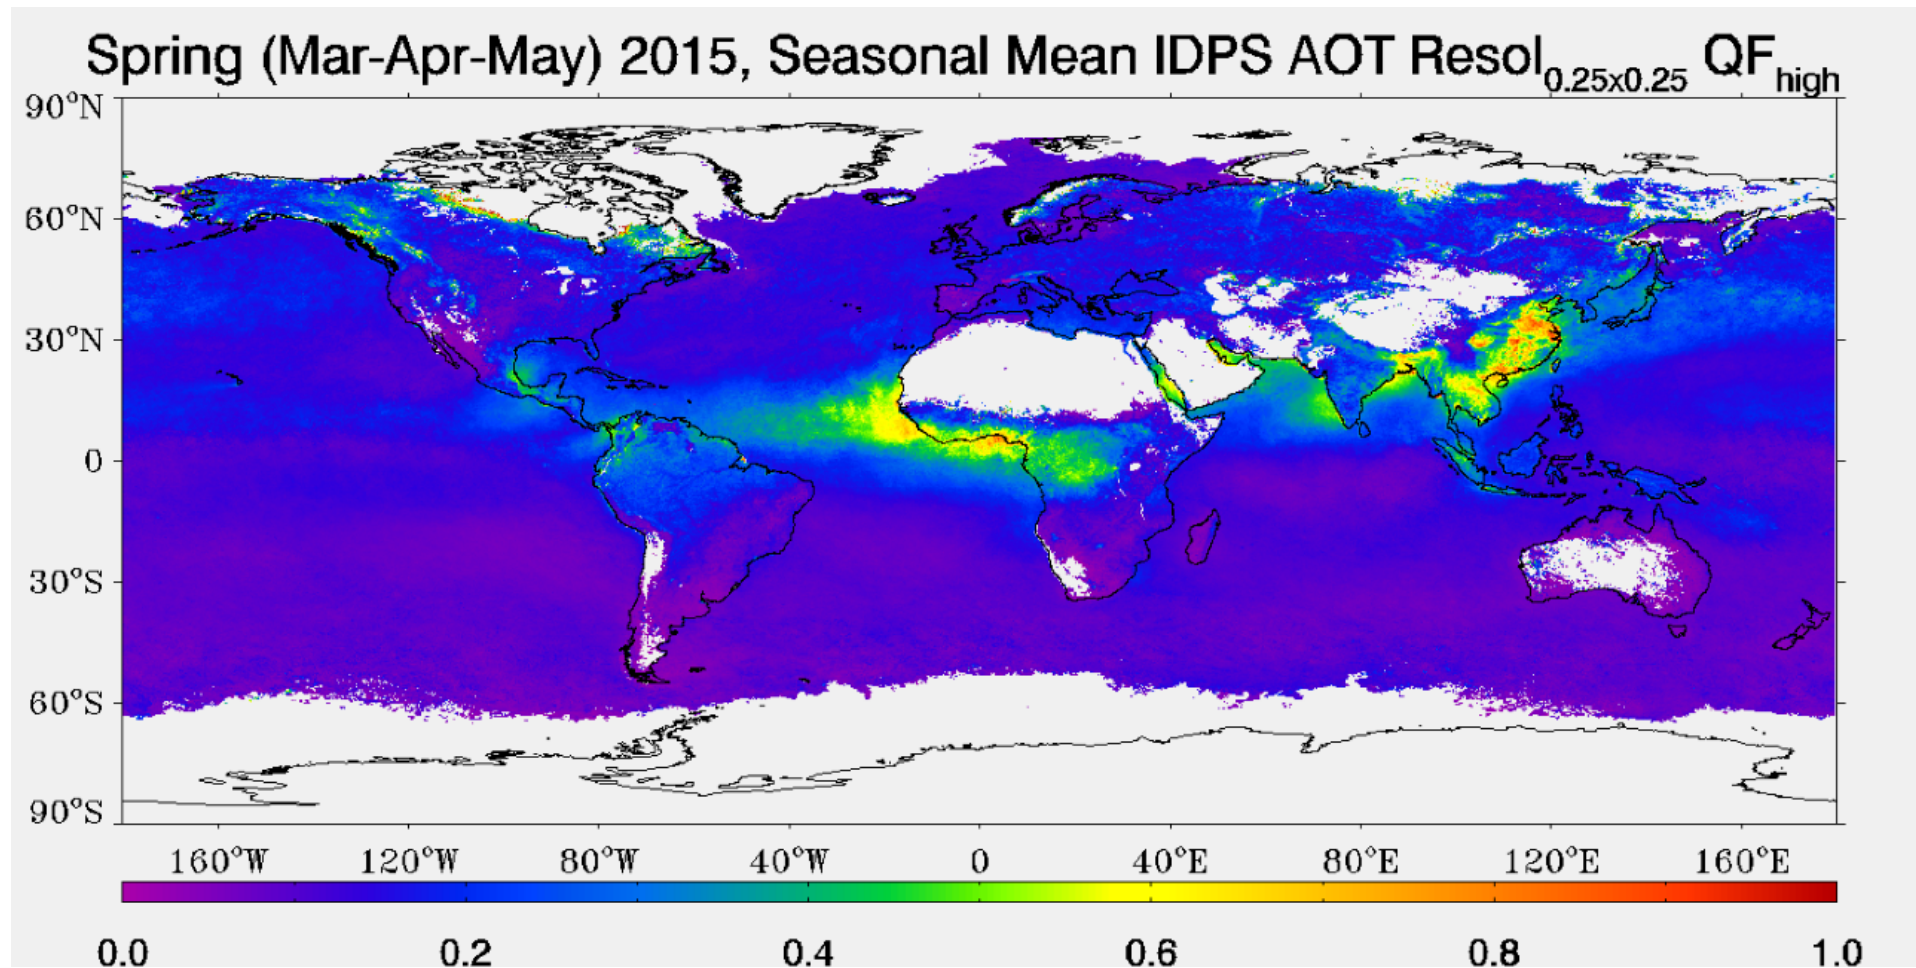 Spring (Mar-Apr-May) 2015, Seasonal Mean IDPS AOT Resol0.25x0.25 QFhigh
90°N
60°N
30°N
0
30°S
60°S
90°S
160°W 120°W 80°W 40°W 0 40°E 80°E 120°E 160°E
0.0 0.2 0.4 0.6 0.8 1.0